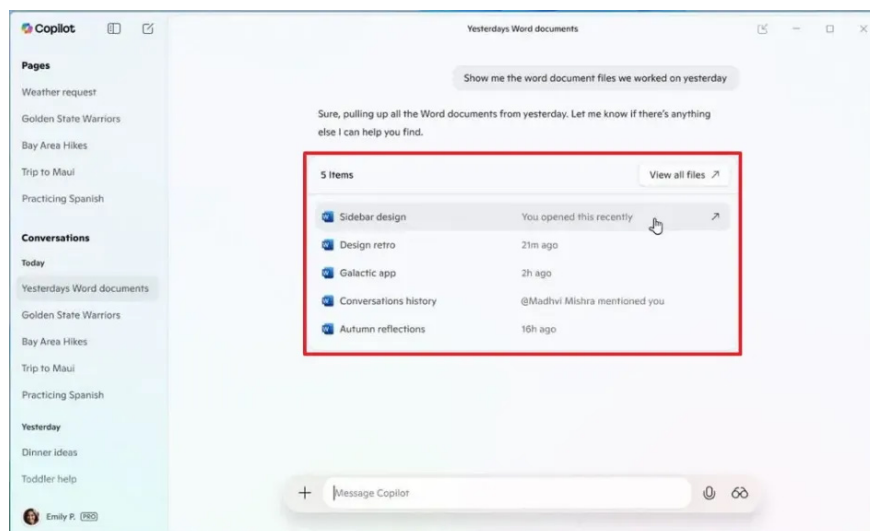 Copilot
Yesterdays Word documents
Pages
Weather request
Golden State Warriors
Bay Area Hikes
Trip to Maui
Practicing Spanish
Conversations
Today
Yesterdays Word documents
Golden State Warriors
Bay Area Hikes
Trip to Maui
Practicing Spanish
Yesterday
Dinner ideas
Toddler help
Emily P. PRO
Show me the word document files we worked on yesterday
Sure, pulling up all the Word documents from yesterday. Let me know if there's anything
else I can help you find.
5 Items
View all files
Sidebar design You opened this recently
Design retro 21m ago
Galactic app 2h ago
Conversations history @Madhvi Mishra mentioned you
Autumn reflections 16h ago
Message Copilot